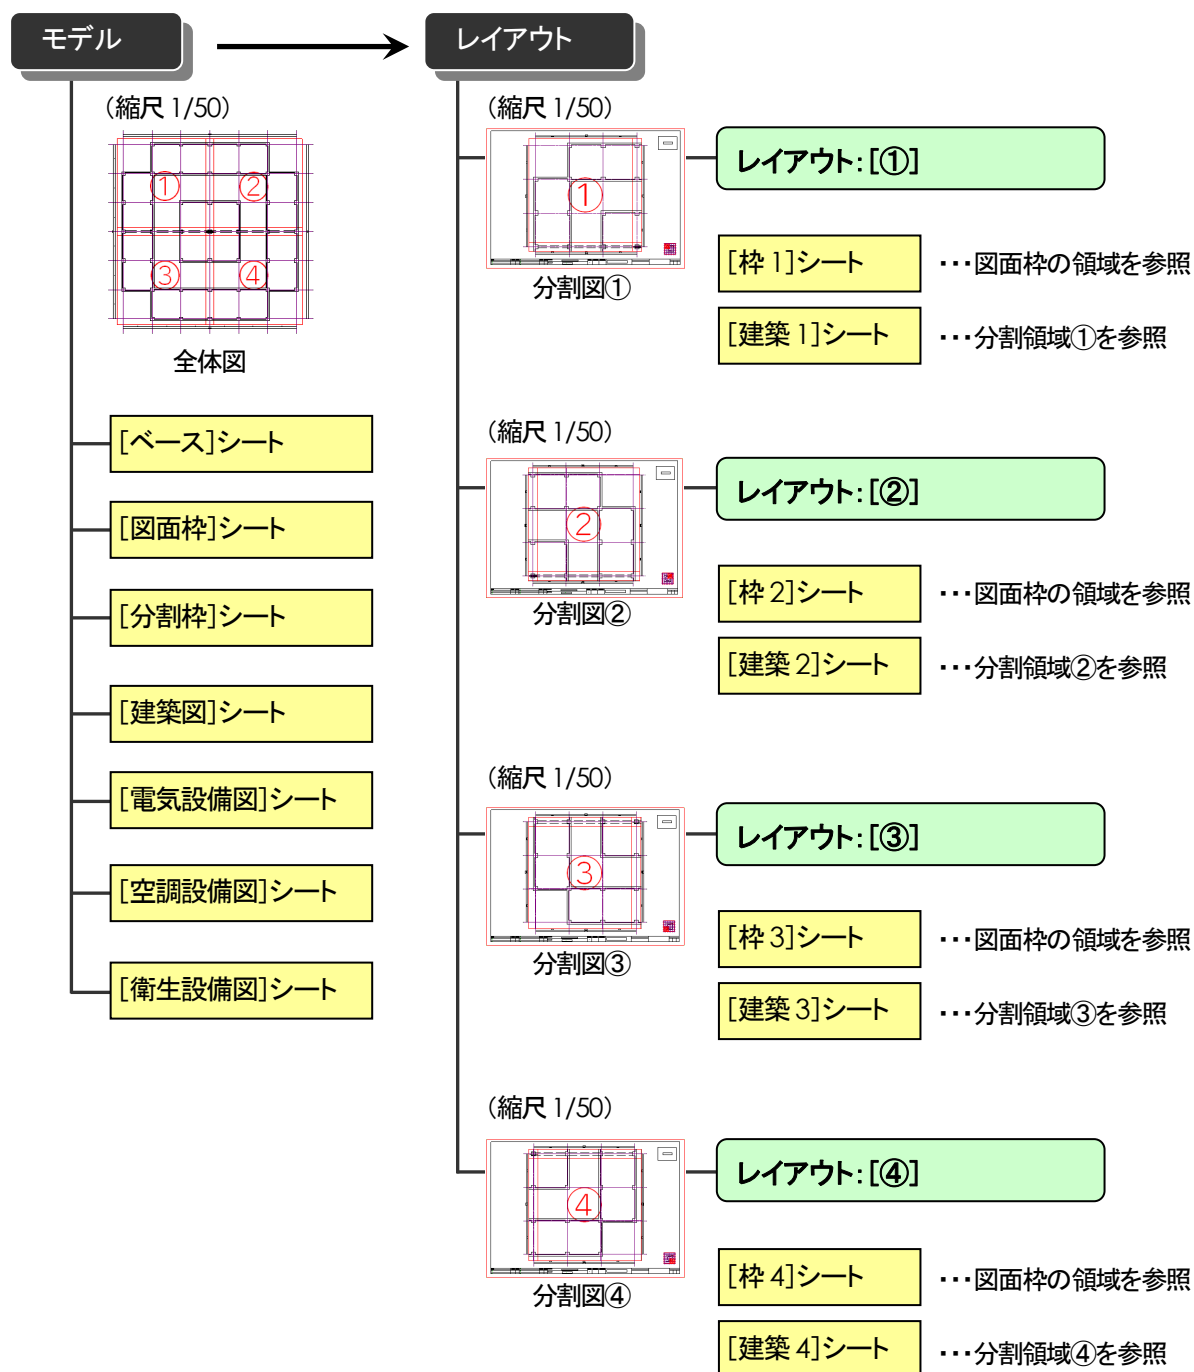 モデル
レイアウト
（縮尺 1/50）
①
②
③
④
全体図
[ベース]シート
[図面枠]シート
[分割枠]シート
[建築図]シート
[電気設備図]シート
[空調設備図]シート
[衛生設備図]シート
（縮尺 1/50）
①
分割図①
レイアウト：[①]
[枠 1]シート
･･･図面枠の領域を参照
[建築 1]シート
･･･分割領域①を参照
（縮尺 1/50）
②
分割図②
レイアウト：[②]
[枠 2]シート
･･･図面枠の領域を参照
[建築 2]シート
･･･分割領域②を参照
（縮尺 1/50）
③
分割図③
レイアウト：[③]
[枠 3]シート
･･･図面枠の領域を参照
[建築 3]シート
･･･分割領域③を参照
（縮尺 1/50）
④
分割図④
レイアウト：[④]
[枠 4]シート
･･･図面枠の領域を参照
[建築 4]シート
･･･分割領域④を参照